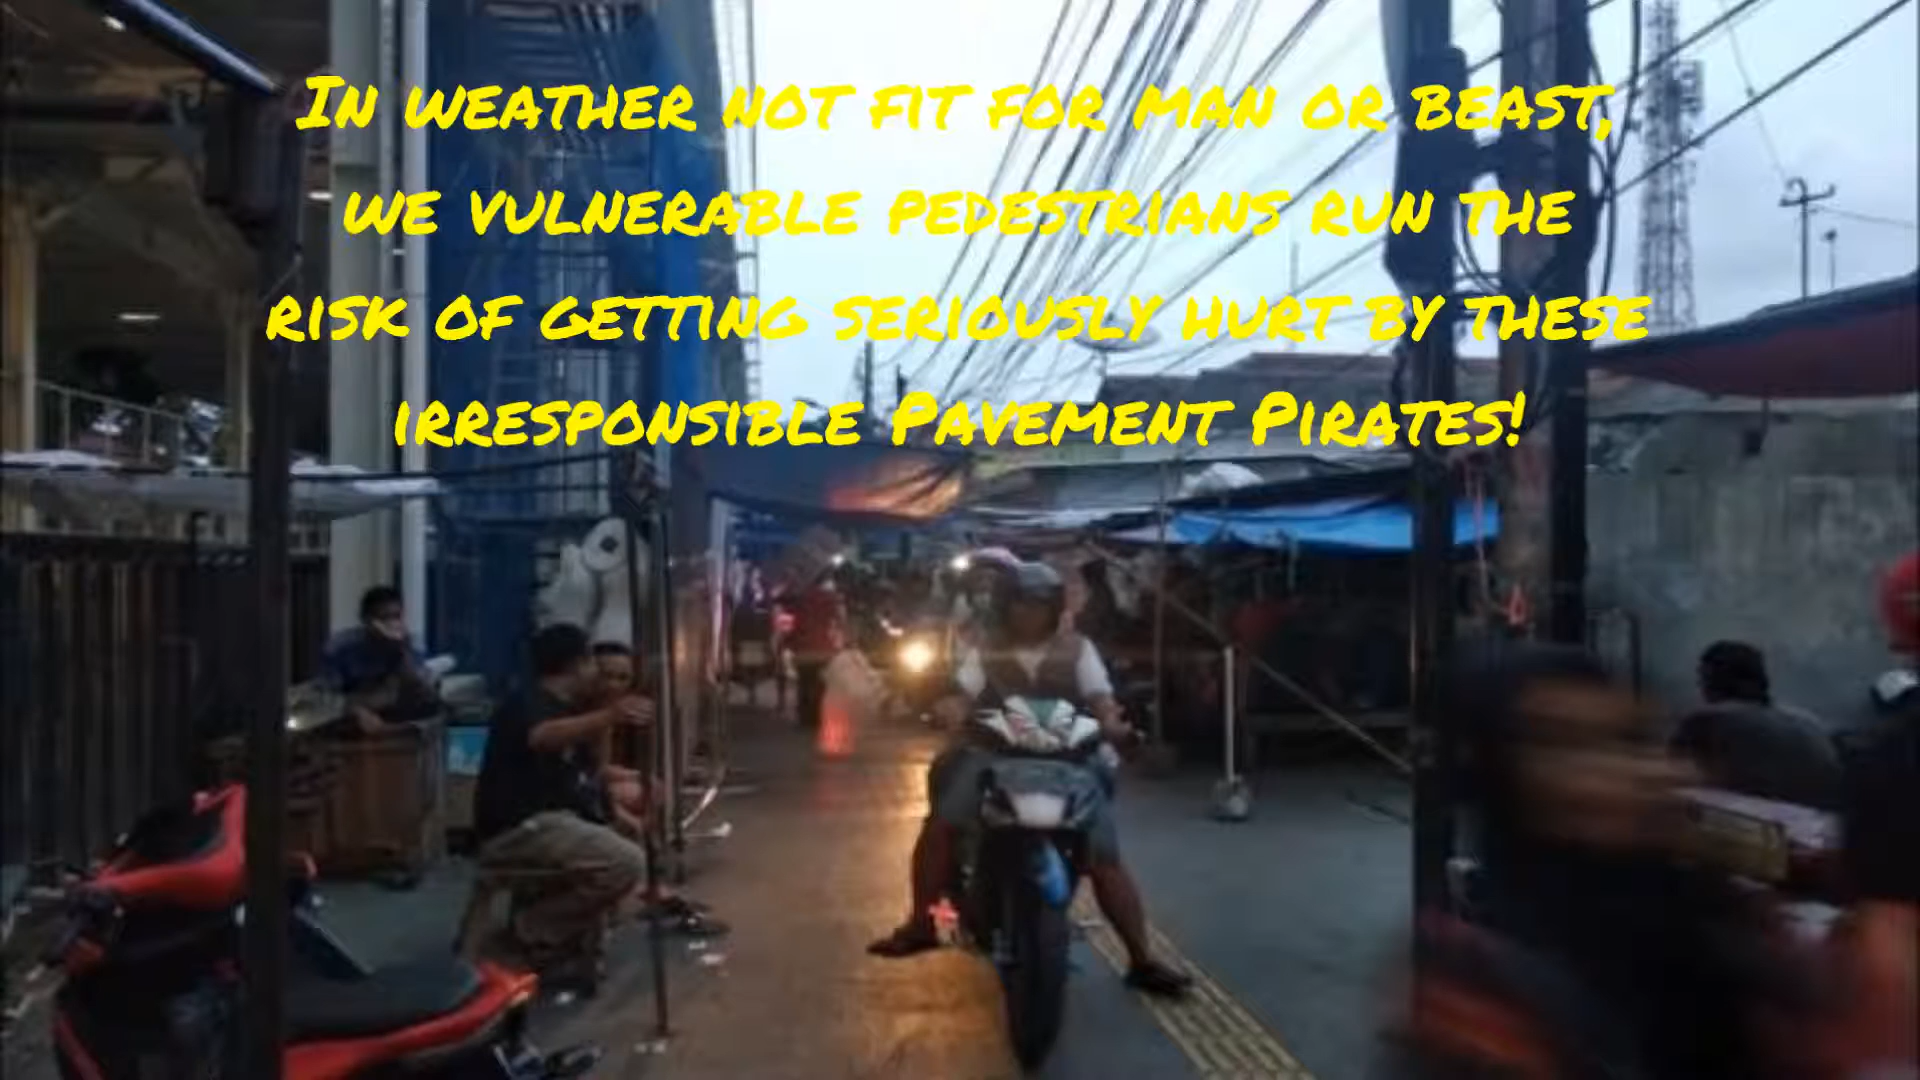 In weather not fit for man or beast,
we vulnerable pedestrians run the
risk of getting seriously hurt by these
irresponsible Pavement Pirates!